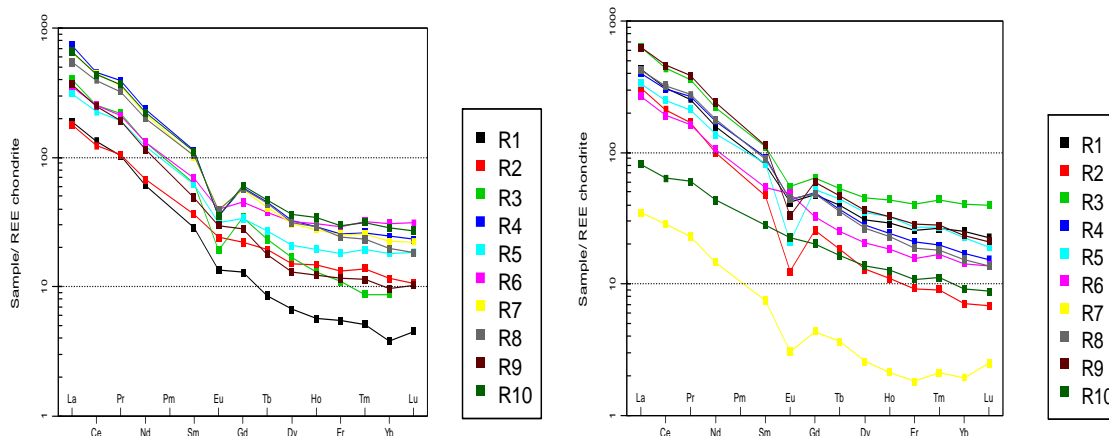 Sample/ REE chondrite
1000
100
10
1
La
Pr
Pm
Eu
Tb
Ho
Tm
Lu
Ce
Nd
Sm
Gd
Dy
Er
Yb
R1
R2
R3
R4
R5
R6
R7
R8
R9
R10
Sample/ REE chondrite
1000
100
10
1
La
Pr
Pm
Eu
Tb
Ho
Tm
Lu
Ce
Nd
Sm
Gd
Dy
Er
Yb
R1
R2
R3
R4
R5
R6
R7
R8
R9
R10